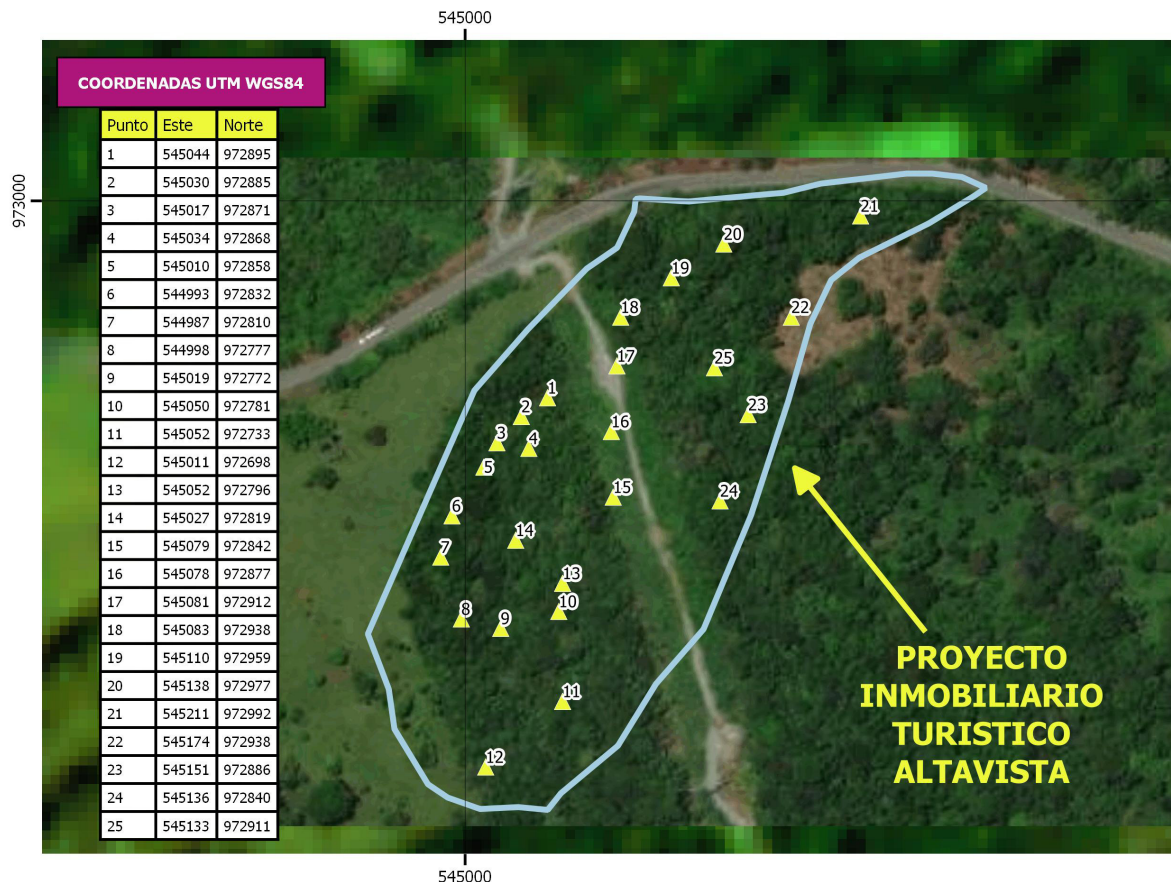 545000
973000
COORDENADAS UTM WGS84
Punto Este Norte
1 545044 972895
2 545030 972885
3 545017 972871
4 545034 972868
5 545010 972858
6 544993 972832
7 544987 972810
8 544998 972777
9 545019 972772
10 545050 972781
11 545052 972733
12 545011 972698
13 545052 972796
14 545027 972819
15 545079 972842
16 545078 972877
17 545081 972912
18 545083 972938
19 545110 972959
20 545138 972977
21 545211 972992
22 545174 972938
23 545151 972886
24 545136 972840
25 545133 972911
21
20
19
18
22
17
25
1
2
23
3
4
16
5
15
24
6
14
7
13
8
10
9
11
12
PROYECTO
INMOBILIARIO
TURISTICO
ALTAVISTA
545000